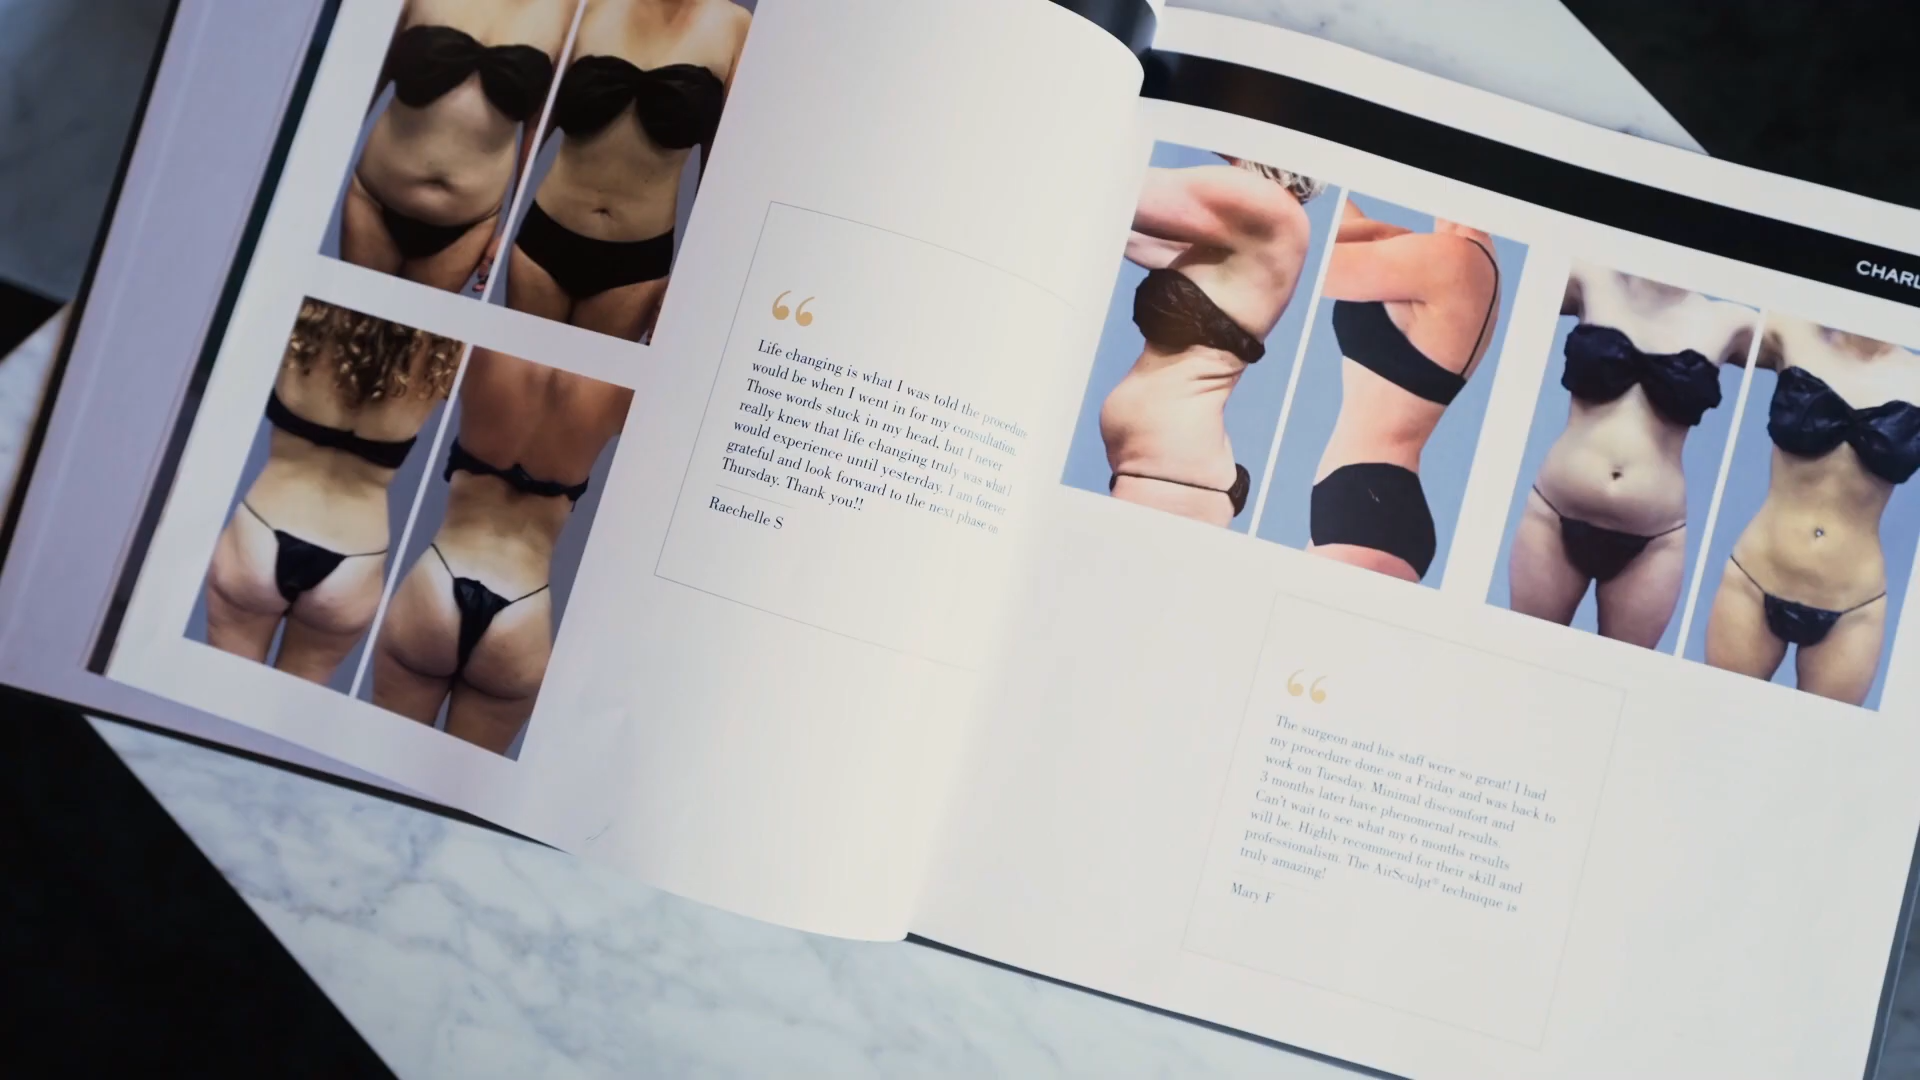 Life changing is what I was told the procedure
would be when I went in for my consultation.
Those words stuck in my head, but I never
really knew that life changing truly was what I
would experience until yesterday. I am forever
grateful and look forward to the next phase on
Thursday. Thank you!!
Raechelle S
CHARL
The surgeon and his staff were so great! I had
my procedure done on a Friday and was back to
work on Tuesday. Minimal discomfort and
3 months later have phenomenal results.
Can't wait to see what my 6 months results
will be. Highly recommend for their skill and
professionalism. The AirSculpt® technique is
truly amazing!
Mary F